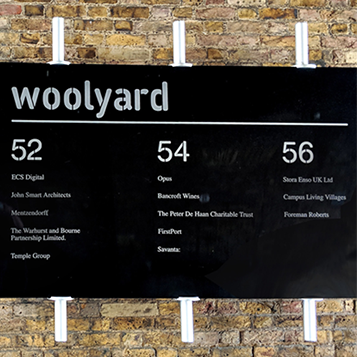 woolyard
52
ECS Digital
John Smart Architects
Mentzendorff
The Warhurst and Bourne
Partnership Limited.
Temple Group
54
Opus
Bancroft Wines
The Peter De Haan Charitable Trust
FirstPort
Savanta:
56
Stora Enso UK Ltd
Campus Living Villages
Foreman Roberts